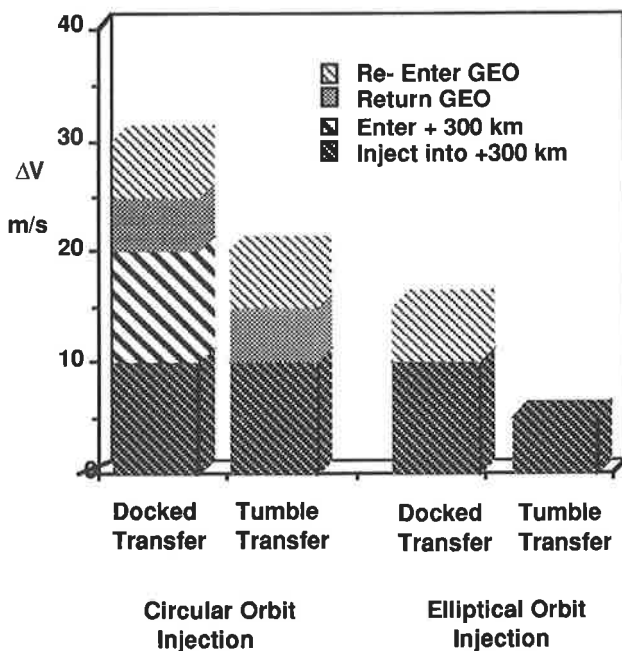 40
30
ΔV
m/s
20
10
0
Re- Enter GEO
Return GEO
Enter + 300 km
Inject into +300 km
Docked
Transfer
Tumble
Transfer
Docked
Transfer
Tumble
Transfer
Circular Orbit
Injection
Elliptical Orbit
Injection